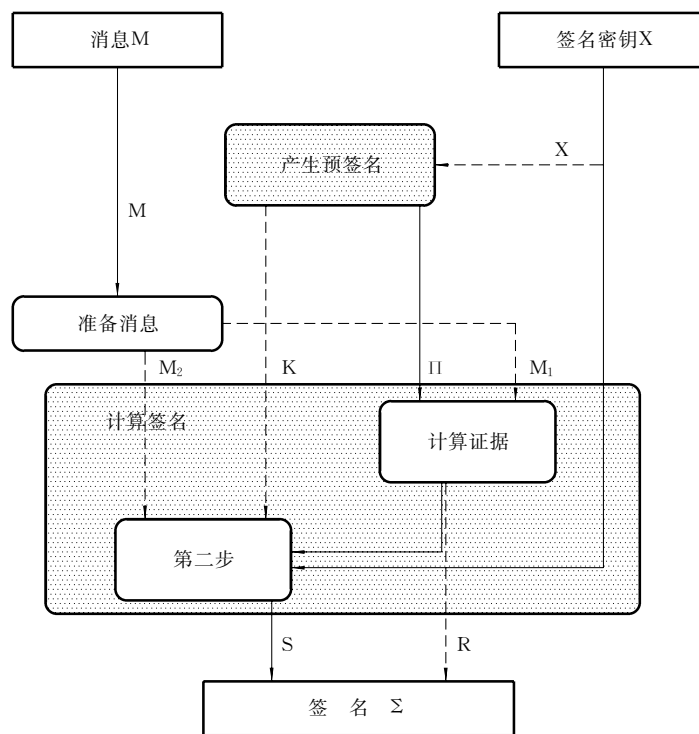 消息M
签名密钥X
产生预签名
X
M
准备消息
M₂
K
Π
M₁
计算签名
计算证据
第二步
S
R
签 名 Σ